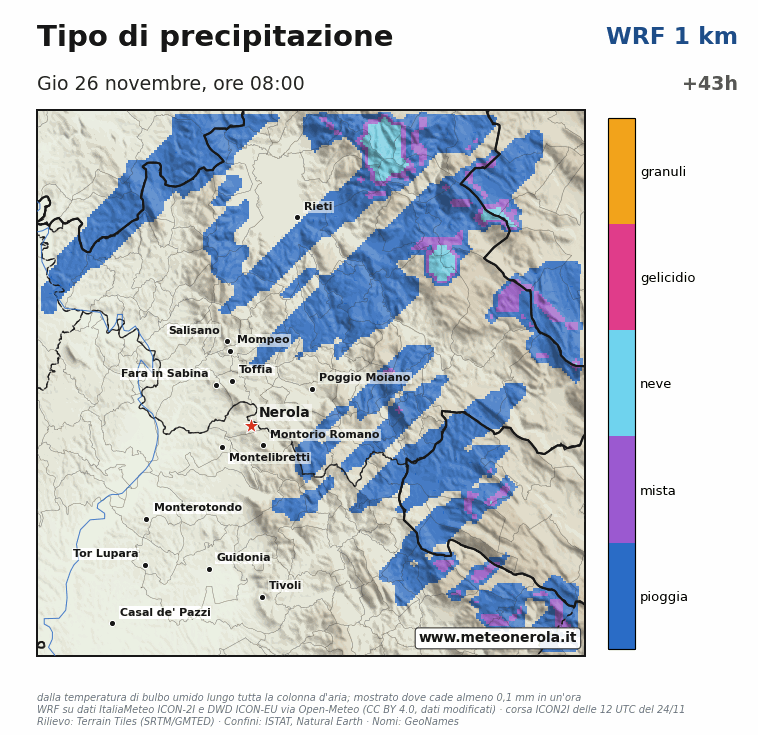 Tipo di precipitazione
WRF 1 km
Gio 26 novembre, ore 08:00
+43h
granuli
gelicidio
neve
mista
pioggia
Rieti
Salisano
Mompeo
Fara in Sabina
Toffia
Poggio Moiano
Nerola
Montorio Romano
Montelibretti
Monterotondo
Tor Lupara
Guidonia
Tivoli
Casal de' Pazzi
www.meteonerola.it
dalla temperatura di bulbo umido lungo tutta la colonna d'aria; mostrato dove cade almeno 0,1 mm in un'ora
WRF su dati ItaliaMeteo ICON-2I e DWD ICON-EU via Open-Meteo (CC BY 4.0, dati modificati) · corsa ICON2I delle 12 UTC del 24/11
Rilievo: Terrain Tiles (SRTM/GMTED) · Confini: ISTAT, Natural Earth · Nomi: GeoNames